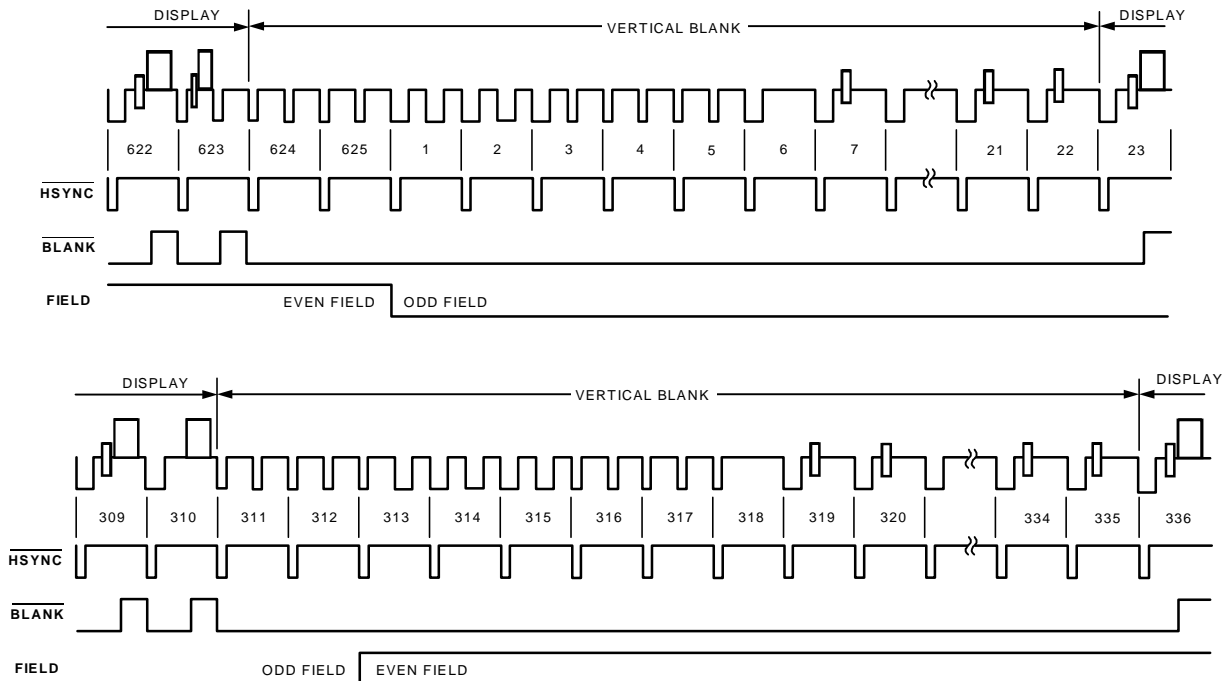 DISPLAY VERTICAL BLANK DISPLAY
622 623 624 625 1 2 3 4 5 6 7 21 22 23
HSYNC
BLANK
FIELD EVEN FIELD ODD FIELD
DISPLAY VERTICAL BLANK DISPLAY
309 310 311 312 313 314 315 316 317 318 319 320 334 335 336
HSYNC
BLANK
FIELD ODD FIELD EVEN FIELD